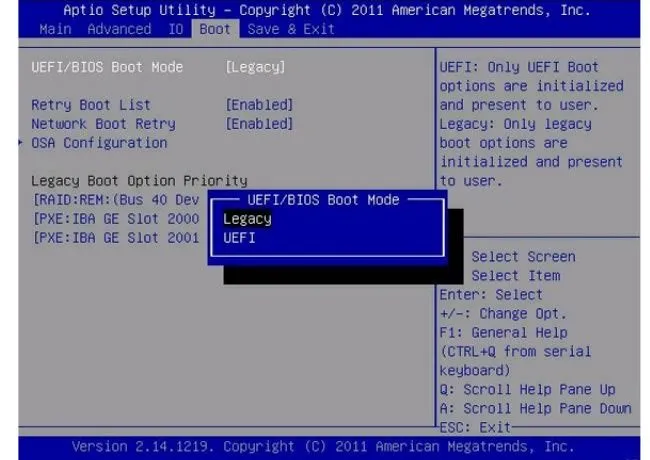 Aptio Setup Utility – Copyright (C) 2011 American Megatrends, Inc.
Main Advanced IO Boot Save & Exit
UEFI/BIOS Boot Mode [Legacy]
Retry Boot List [Enabled]
Network Boot Retry [Enabled]
OSA Configuration
Legacy Boot Option Priority
[RAID:REM:(Bus 40 Dev
[PXE:IBA GE Slot 2000
[PXE:IBA GE Slot 2001
UEFI/BIOS Boot Mode
Legacy
UEFI
UEFI: Only UEFI Boot
options are initialized
and present to user.
Legacy: Only legacy
boot options are
initialized and present
to user.
Select Screen
Select Item
Enter: Select
+/-: Change Opt.
F1: General Help
(CTRL+Q from serial
keyboard)
Q: Scroll Help Pane Up
A: Scroll Help Pane Down
ESC: Exit
Version 2.14.1219. Copyright (C) 2011 American Megatrends, Inc.